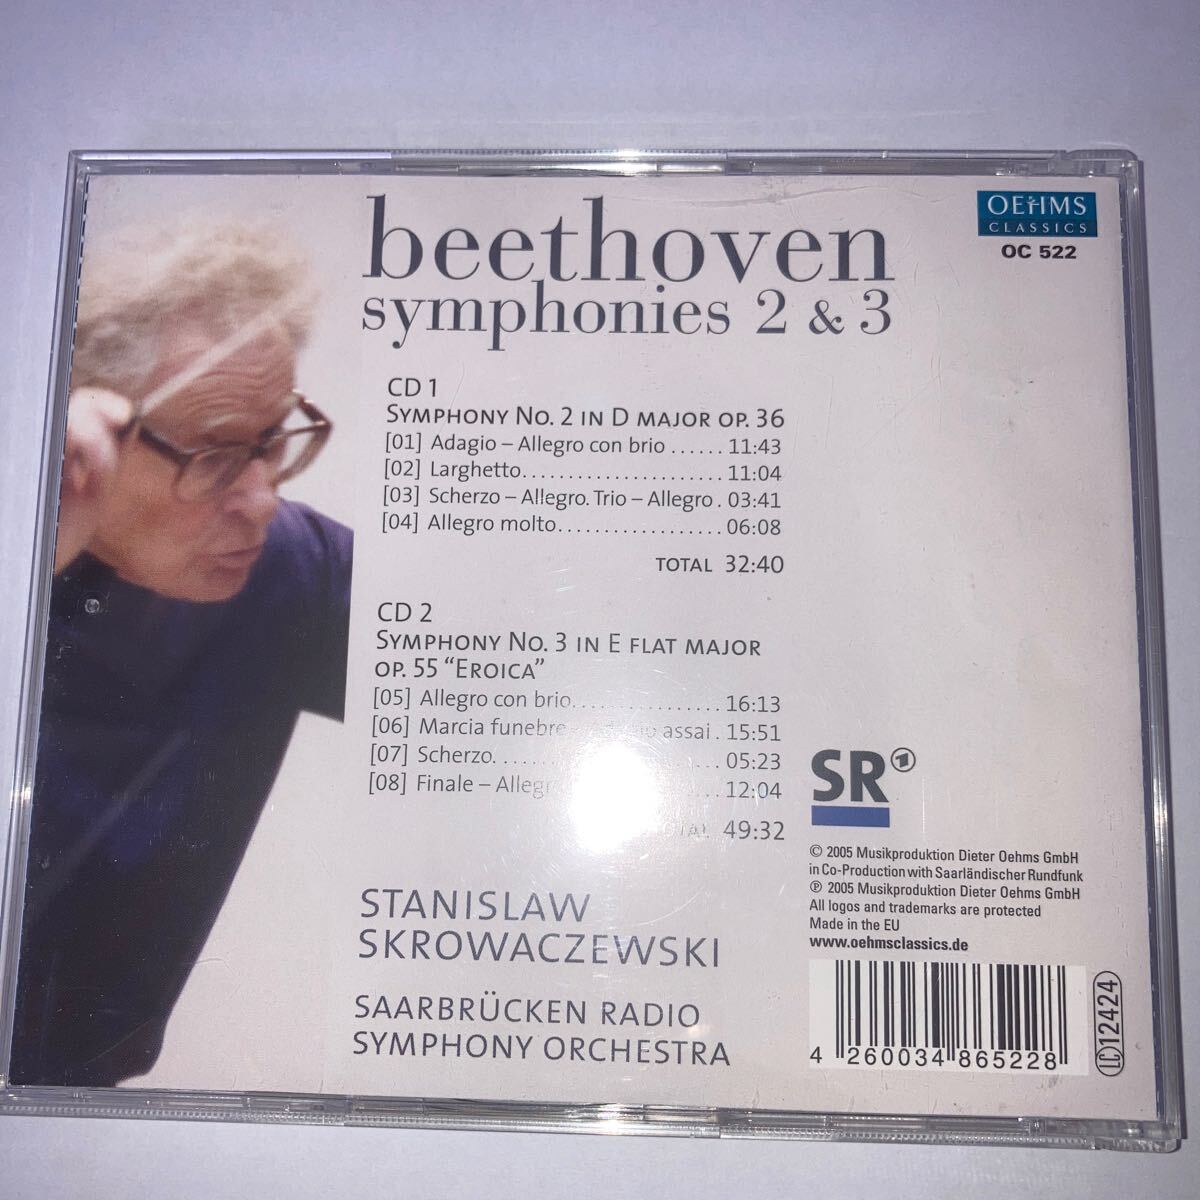 beethoven
symphonies 2 & 3
OEHMS
CLASSICS
OC 522
CD 1
SYMPHONY NO. 2 IN D MAJOR OP. 36
[01] Adagio – Allegro con brio ...... 11:43
[02] Larghetto....................... 11:04
[03] Scherzo – Allegro. Trio – Allegro . 03:41
[04] Allegro molto.................. 06:08
TOTAL 32:40
CD 2
SYMPHONY NO. 3 IN E FLAT MAJOR
OP. 55 “EROICA”
[05] Allegro con brio................ 16:13
[06] Marcia funebre – assai . 15:51
[07] Scherzo. 05:23
[08] Finale – 12:04
49:32
STANISLAW
SKROWACZEWSKI
SAARBRÜCKEN RADIO
SYMPHONY ORCHESTRA
SR
© 2005 Musikproduktion Dieter Oehms GmbH
in Co-Production with Saarländischer Rundfunk
℗ 2005 Musikproduktion Dieter Oehms GmbH
All logos and trademarks are protected
Made in the EU
www.oehmsclassics.de
4 260034 865228
LC 12424